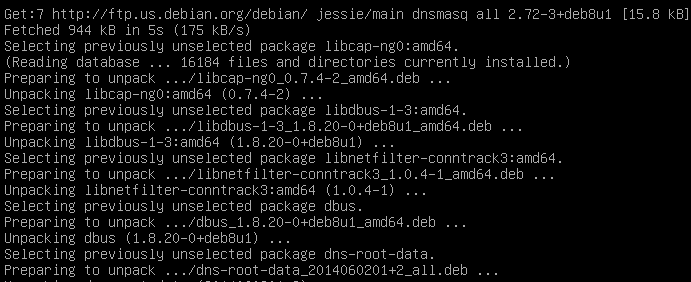 Get:7 http://ftp.us.debian.org/debian/ jessie/main dnsmasq all 2.72-3+deb8u1 [15.8 kB]
Fetched 944 kB in 5s (175 kB/s)
Selecting previously unselected package libcap-ng0:amd64.
(Reading database ... 16184 files and directories currently installed.)
Preparing to unpack .../libcap-ng0_0.7.4-2_amd64.deb ...
Unpacking libcap-ng0:amd64 (0.7.4-2) ...
Selecting previously unselected package libdbus-1-3:amd64.
Preparing to unpack .../libdbus-1-3_1.8.20-0+deb8u1_amd64.deb ...
Unpacking libdbus-1-3:amd64 (1.8.20-0+deb8u1) ...
Selecting previously unselected package libnetfilter-conntrack3:amd64.
Preparing to unpack .../libnetfilter-conntrack3_1.0.4-1_amd64.deb ...
Unpacking libnetfilter-conntrack3:amd64 (1.0.4-1) ...
Selecting previously unselected package dbus.
Preparing to unpack .../dbus_1.8.20-0+deb8u1_amd64.deb ...
Unpacking dbus (1.8.20-0+deb8u1) ...
Selecting previously unselected package dns-root-data.
Preparing to unpack .../dns-root-data_2014060201+2_all.deb ...